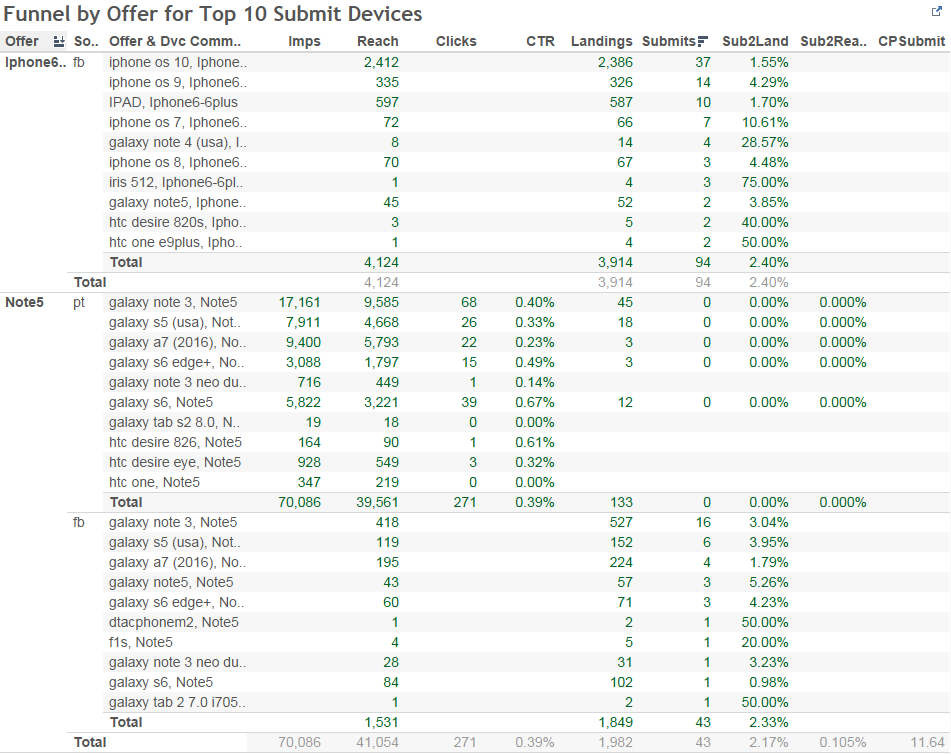 Funnel by Offer for Top 10 Submit Devices
Offer So.. Offer & Dvc Comm.. Imps Reach Clicks CTR Landings Submits Sub2Land Sub2Rea.. CPSubmit
Iphone6.. fb iphone os 10, Iphone.. 2,412 2,386 37 1.55%
iphone os 9, Iphone6.. 335 326 14 4.29%
IPAD, Iphone6-6plus 597 587 10 1.70%
iphone os 7, Iphone6.. 72 66 7 10.61%
galaxy note 4 (usa), I.. 8 14 4 28.57%
iphone os 8, Iphone6.. 70 67 3 4.48%
iris 512, Iphone6-6pl.. 1 4 3 75.00%
galaxy note5, Iphone.. 45 52 2 3.85%
htc desire 820s, Ipho.. 3 5 2 40.00%
htc one e9plus, Ipho.. 1 4 2 50.00%
Total 4,124 3,914 94 2.40%
Total 4,124 3,914 94 2.40%
Note5 pt galaxy note 3, Note5 17,161 9,585 68 0.40% 45 0 0.00% 0.000%
galaxy s5 (usa), Not.. 7,911 4,668 26 0.33% 18 0 0.00% 0.000%
galaxy a7 (2016), No.. 9,400 5,793 22 0.23% 3 0 0.00% 0.000%
galaxy s6 edge+, No.. 3,088 1,797 15 0.49% 3 0 0.00% 0.000%
galaxy note 3 neo du.. 716 449 1 0.14%
galaxy s6, Note5 5,822 3,221 39 0.67% 12 0 0.00% 0.000%
galaxy tab s2 8.0, N.. 19 18 0 0.00%
htc desire 826, Note5 164 90 1 0.61%
htc desire eye, Note5 928 549 3 0.32%
htc one, Note5 347 219 0 0.00%
Total 70,086 39,561 271 0.39% 133 0 0.00% 0.000%
fb galaxy note 3, Note5 418 527 16 3.04%
galaxy s5 (usa), Not.. 119 152 6 3.95%
galaxy a7 (2016), No.. 195 224 4 1.79%
galaxy note5, Note5 43 57 3 5.26%
galaxy s6 edge+, No.. 60 71 3 4.23%
dtacphonem2, Note5 1 2 1 50.00%
f1s, Note5 4 5 1 20.00%
galaxy note 3 neo du.. 28 31 1 3.23%
galaxy s6, Note5 84 102 1 0.98%
galaxy tab 2 7.0 i705.. 1 2 1 50.00%
Total 1,531 1,849 43 2.33%
Total 70,086 41,054 271 0.39% 1,982 43 2.17% 0.105% 11.64